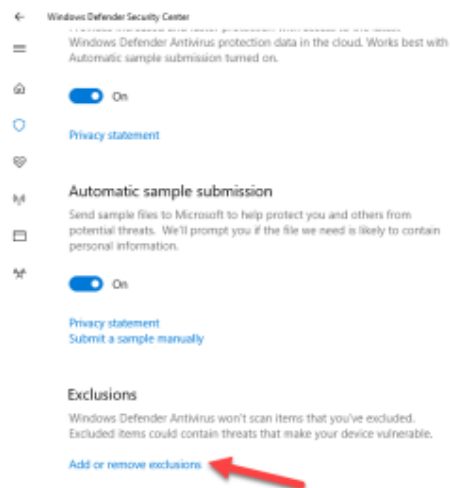 Windows Defender Security Center
Windows Defender Antivirus protection data in the cloud. Works best with
Automatic sample submission turned on.
On
Privacy statement
Automatic sample submission
Send sample files to Microsoft to help protect you and others from
potential threats. We'll prompt you if the file we need is likely to contain
personal information.
On
Privacy statement
Submit a sample manually
Exclusions
Windows Defender Antivirus won't scan items that you've excluded.
Excluded items could contain threats that make your device vulnerable.
Add or remove exclusions